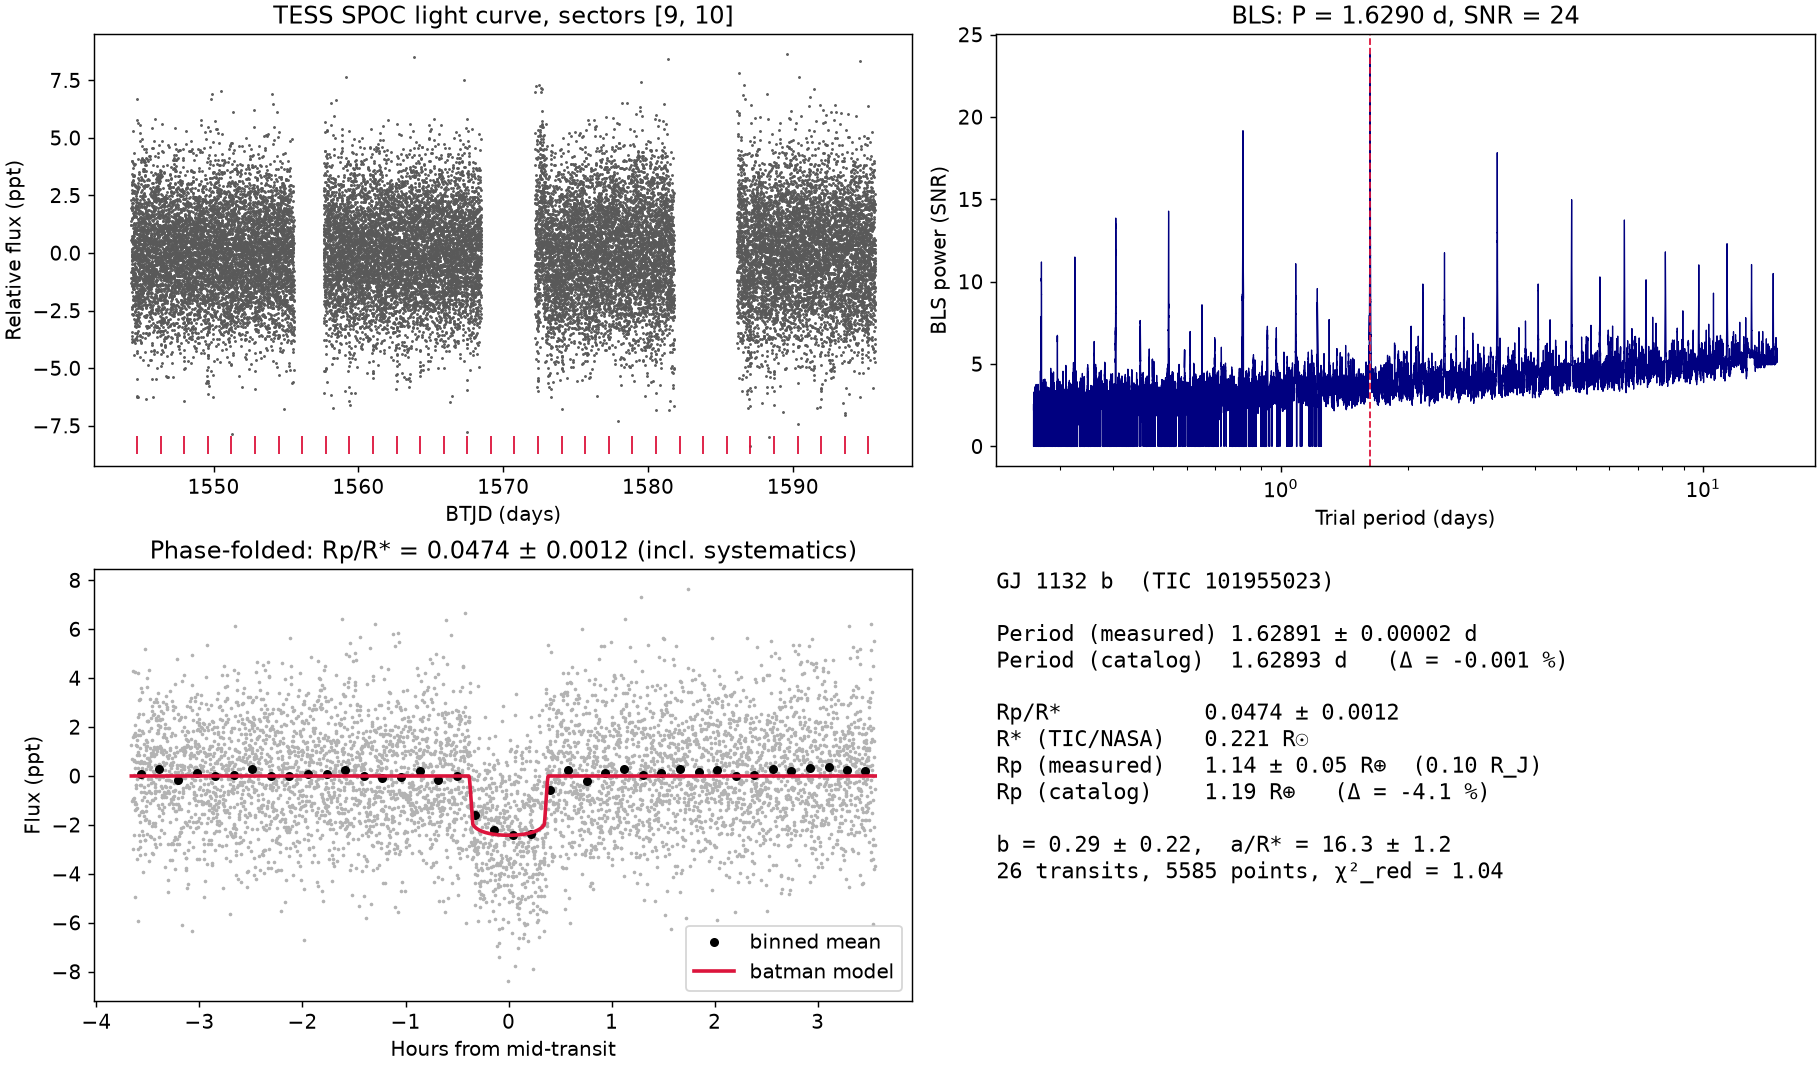 TESS SPOC light curve, sectors [9, 10]
Relative flux (ppt)
7.5
5.0
2.5
0.0
−2.5
−5.0
−7.5
1550 1560 1570 1580 1590
BTJD (days)
BLS: P = 1.6290 d, SNR = 24
BLS power (SNR)
25
20
15
10
5
0
10⁰ 10¹
Trial period (days)
Phase-folded: Rp/R* = 0.0474 ± 0.0012 (incl. systematics)
Flux (ppt)
8
6
4
2
0
−2
−4
−6
−8
binned mean
batman model
−4 −3 −2 −1 0 1 2 3
Hours from mid-transit
GJ 1132 b (TIC 101955023)
Period (measured) 1.62891 ± 0.00002 d
Period (catalog) 1.62893 d (Δ = -0.001 %)
Rp/R* 0.0474 ± 0.0012
R* (TIC/NASA) 0.221 R☉
Rp (measured) 1.14 ± 0.05 R⊕ (0.10 R_J)
Rp (catalog) 1.19 R⊕ (Δ = -4.1 %)
b = 0.29 ± 0.22, a/R* = 16.3 ± 1.2
26 transits, 5585 points, χ²_red = 1.04